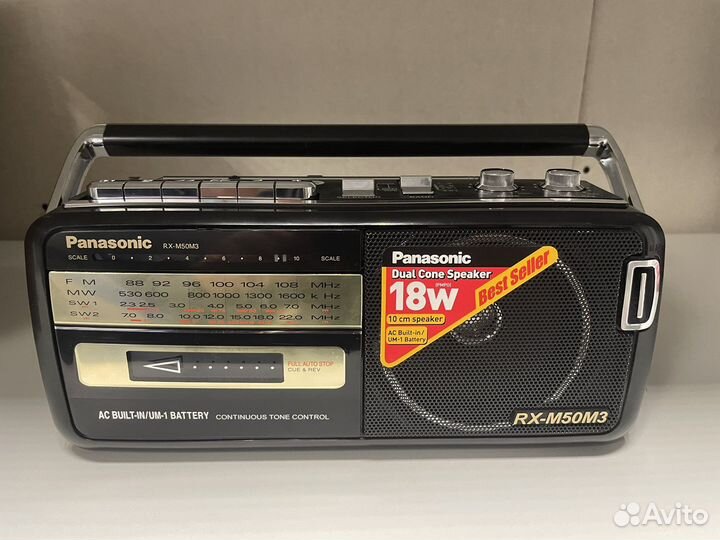 Panasonic RX-M50M3
SCALE 0 2 4 6 8 10 SCALE
FM 88 92 96 100 104 108 MHz
MW 530 600 800 1000 1300 1600 kHz
SW1 2.3 2.5 3.0 4.0 5.0 6.0 7.0 MHz
SW2 7.0 8.0 10.0 12.0 15.0 18.0 22.0 MHz
FULL AUTO STOP
CUE & REV
AC BUILT-IN/UM-1 BATTERY CONTINUOUS TONE CONTROL
Panasonic
Dual Cone Speaker
18W (PMPO)
10 cm speaker
AC Built-in/
UM-1 Battery
Best Seller
RX-M50M3
Avito